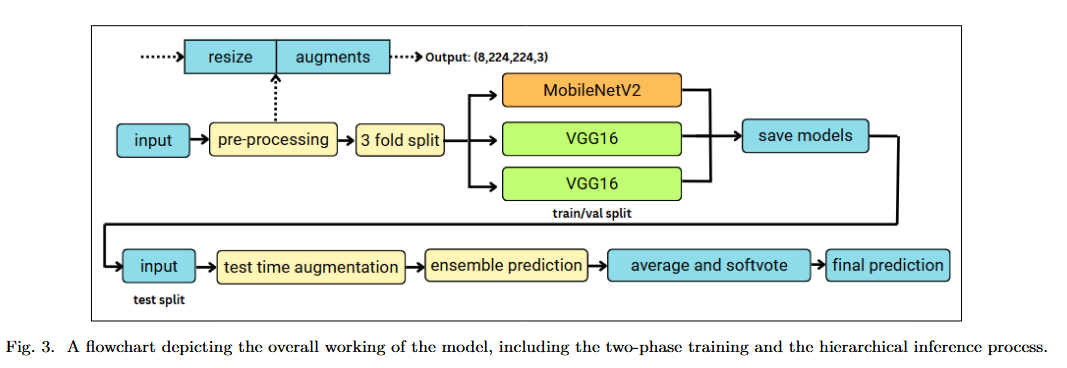 resize augments Output: (8,224,224,3)
MobileNetV2
input pre-processing 3 fold split VGG16 save models
VGG16
train/val split
input test time augmentation ensemble prediction average and softvote final prediction
test split
Fig. 3. A flowchart depicting the overall working of the model, including the two-phase training and the hierarchical inference process.